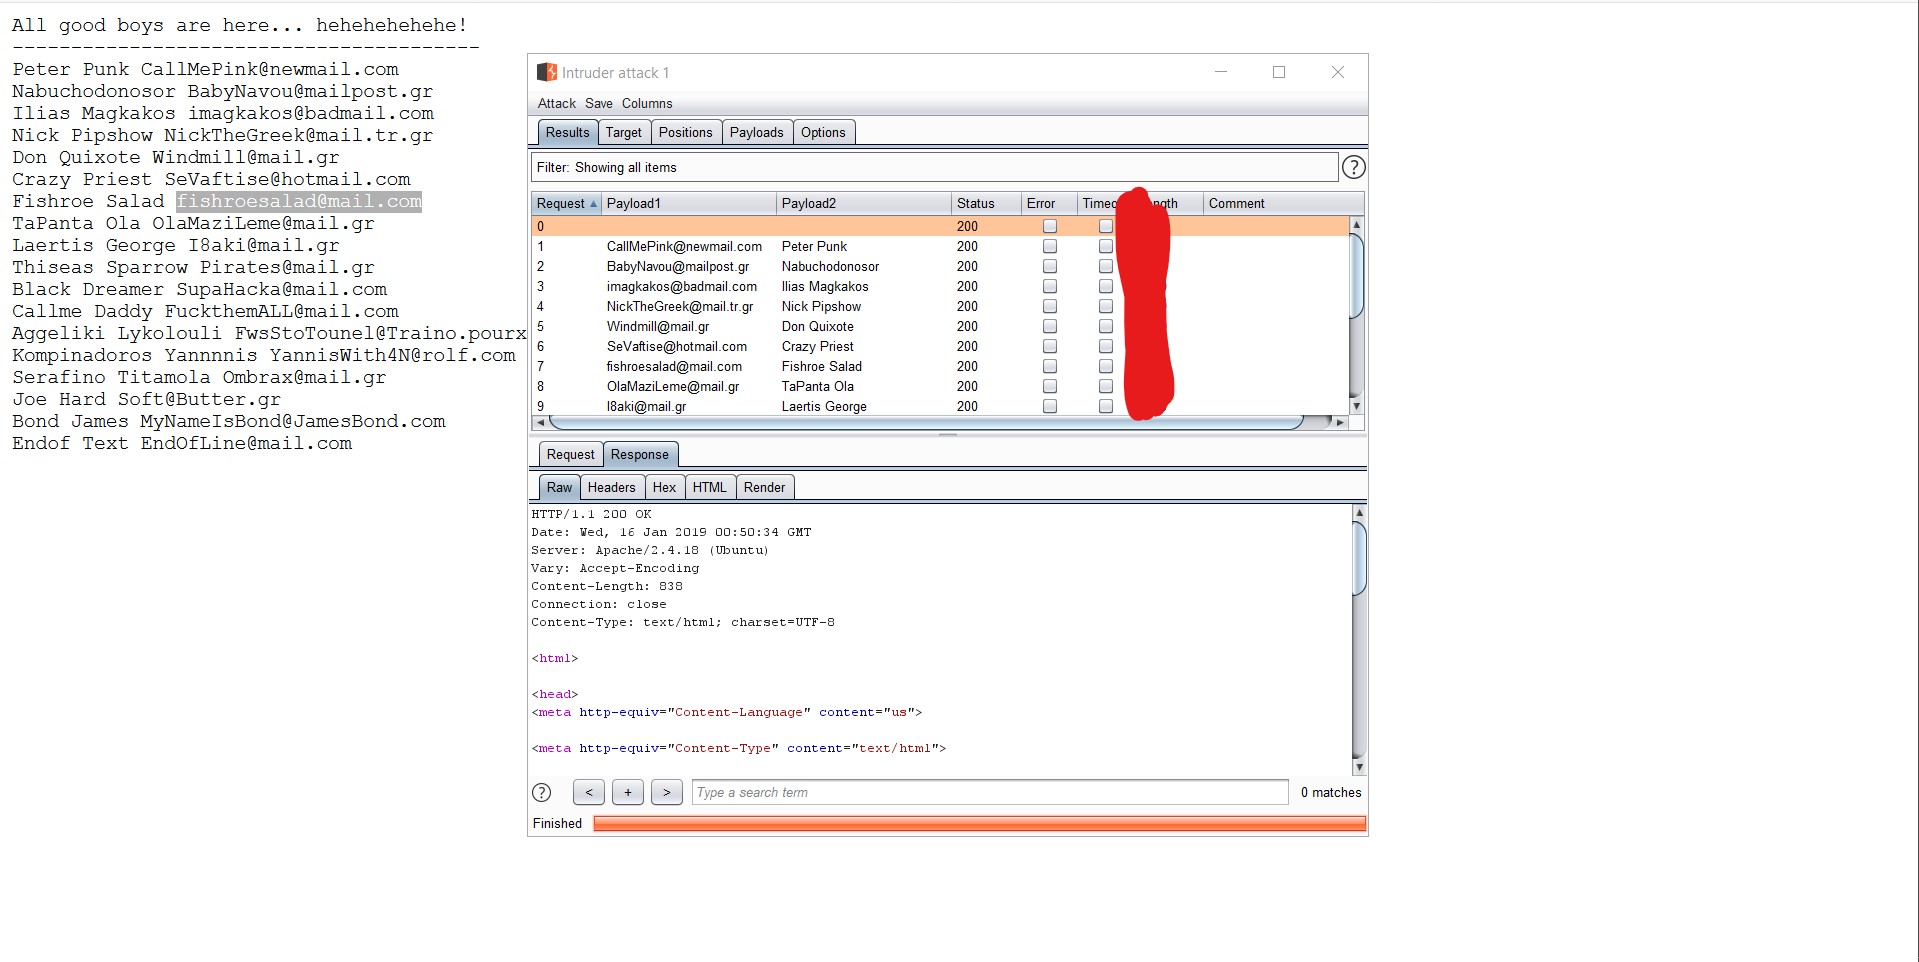 All good boys are here... hehehehehehe!
----------------------------------------
Peter Punk CallMePink@newmail.com
Nabuchodonosor BabyNavou@mailpost.gr
Ilias Magkakos imagkakos@badmail.com
Nick Pipshow NickTheGreek@mail.tr.gr
Don Quixote Windmill@mail.gr
Crazy Priest SeVaftise@hotmail.com
Fishroe Salad fishroesalad@mail.com
TaPanta Ola OlaMaziLeme@mail.gr
Laertis George I8aki@mail.gr
Thiseas Sparrow Pirates@mail.gr
Black Dreamer SupaHacka@mail.com
Callme Daddy FuckthemALL@mail.com
Aggeliki Lykolouli FwsStoTounel@Traino.pourx
Kompinadoros Yannnnis YannisWith4N@rolf.com
Serafino Titamola Ombrax@mail.gr
Joe Hard Soft@Butter.gr
Bond James MyNameIsBond@JamesBond.com
Endof Text EndOfLine@mail.com
Intruder attack 1
Attack Save Columns
Results Target Positions Payloads Options
Filter: Showing all items ?
Request Payload1 Payload2 Status Error Comment
0 200
1 CallMePink@newmail.com Peter Punk 200
2 BabyNavou@mailpost.gr Nabuchodonosor 200
3 imagkakos@badmail.com Ilias Magkakos 200
4 NickTheGreek@mail.tr.gr Nick Pipshow 200
5 Windmill@mail.gr Don Quixote 200
6 SeVaftise@hotmail.com Crazy Priest 200
7 fishroesalad@mail.com Fishroe Salad 200
8 OlaMaziLeme@mail.gr TaPanta Ola 200
9 I8aki@mail.gr Laertis George 200
Request Response
Raw Headers Hex HTML Render
HTTP/1.1 200 OK
Date: Wed, 16 Jan 2019 00:50:34 GMT
Server: Apache/2.4.18 (Ubuntu)
Vary: Accept-Encoding
Content-Length: 838
Connection: close
Content-Type: text/html; charset=UTF-8
<html>
<head>
<meta http-equiv="Content-Language" content="us">
<meta http-equiv="Content-Type" content="text/html">
? < + > Type a search term 0 matches
Finished